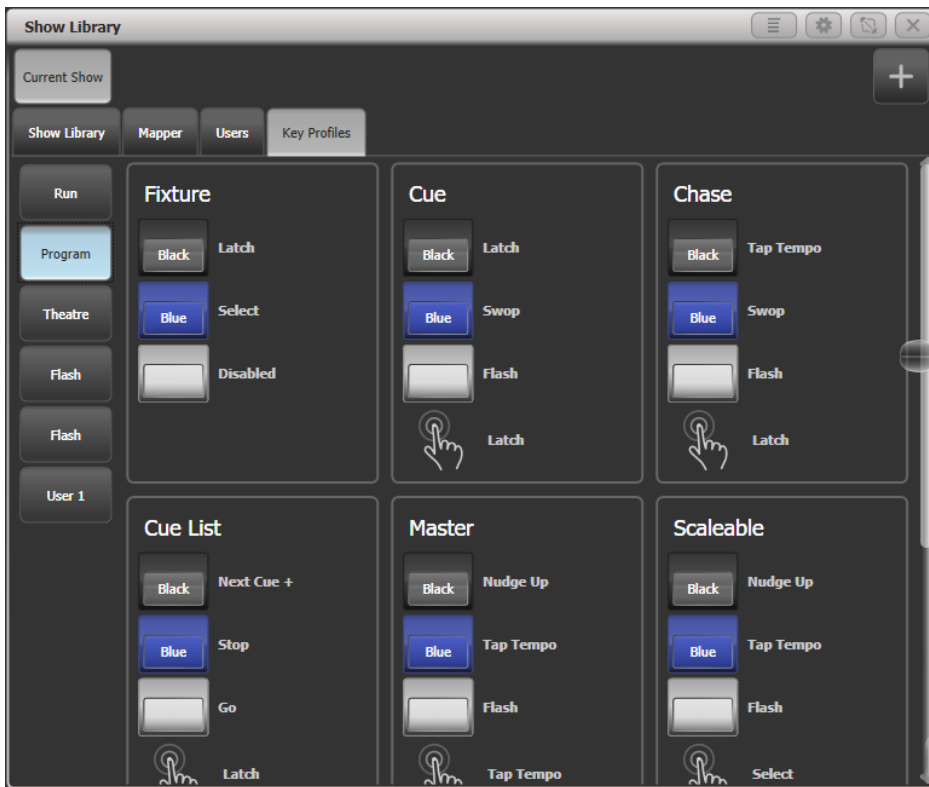 Show Library
Current Show
Show Library
Mapper
Users
Key Profiles
Run
Program
Theatre
Flash
Flash
User 1
Fixture
Black
Latch
Blue
Select
Disabled
Cue
Black
Latch
Blue
Swop
Flash
Latch
Chase
Black
Tap Tempo
Blue
Swop
Flash
Latch
Cue List
Black
Next Cue +
Blue
Stop
Go
Latch
Master
Black
Nudge Up
Blue
Tap Tempo
Flash
Tap Tempo
Scaleable
Black
Nudge Up
Blue
Tap Tempo
Flash
Select